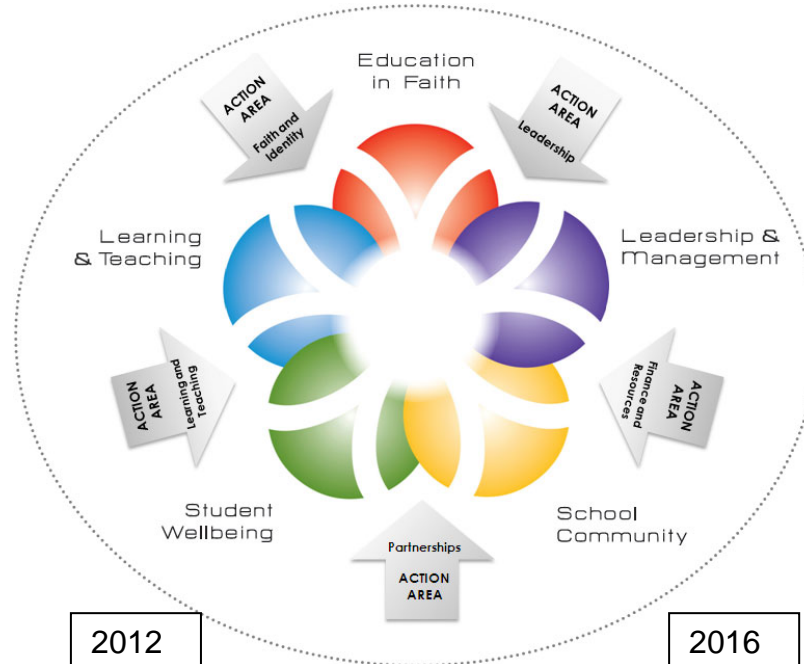 Education
in Faith
ACTION
AREA
Faith and
Identity
ACTION
AREA
Leadership
Learning
& Teaching
Leadership &
Management
ACTION
AREA
Learning and
Teaching
Finance and
Resources
ACTION
AREA
Student
Wellbeing
School
Community
Partnerships
ACTION
AREA
2012
2016